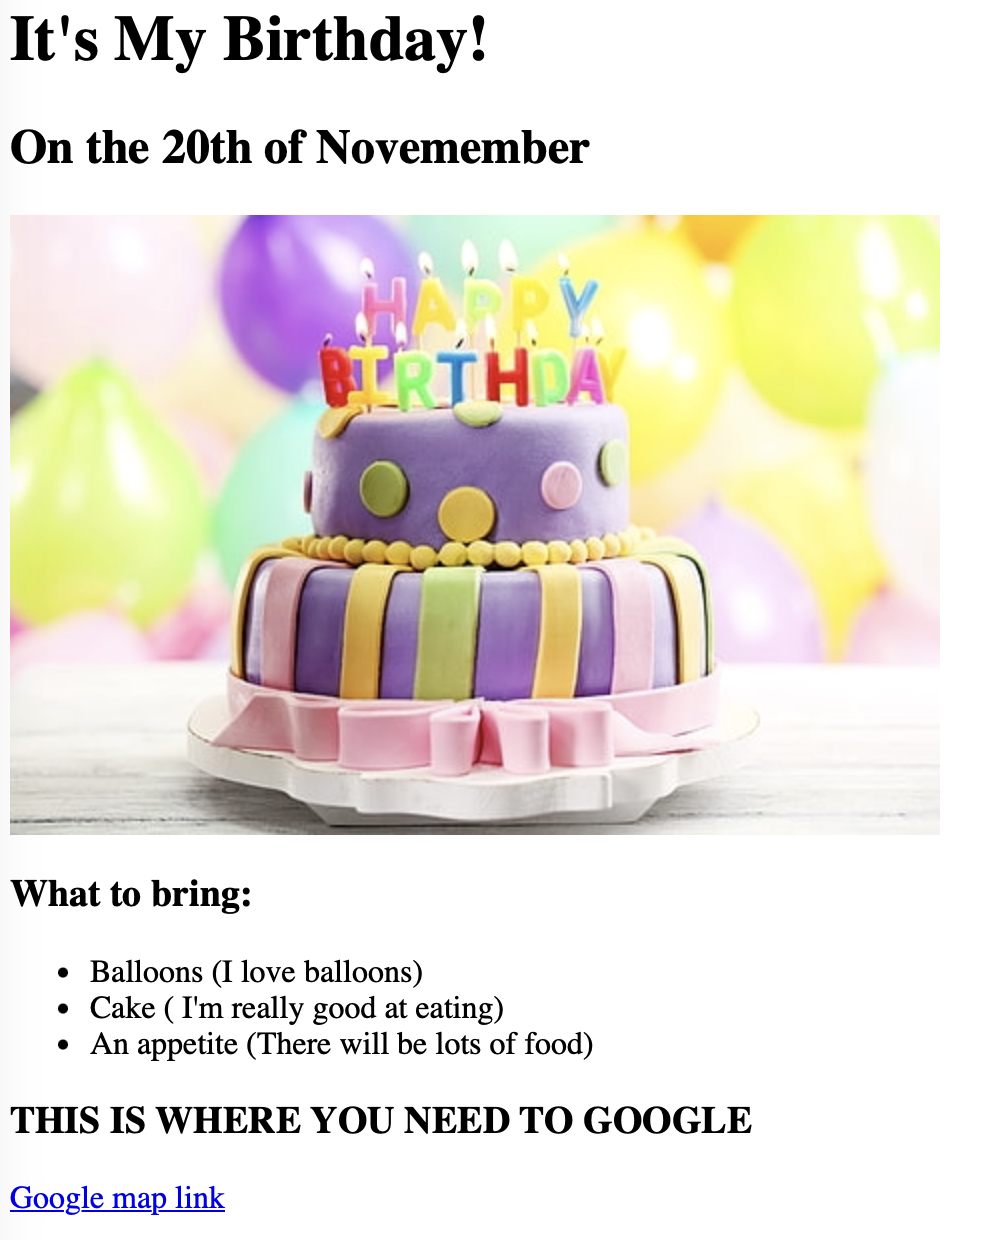 It's My Birthday!
On the 20th of Novemember
HAPPY
BIRTHDAY
What to bring:
Balloons (I love balloons)
Cake ( I'm really good at eating)
An appetite (There will be lots of food)
THIS IS WHERE YOU NEED TO GOOGLE
Google map link